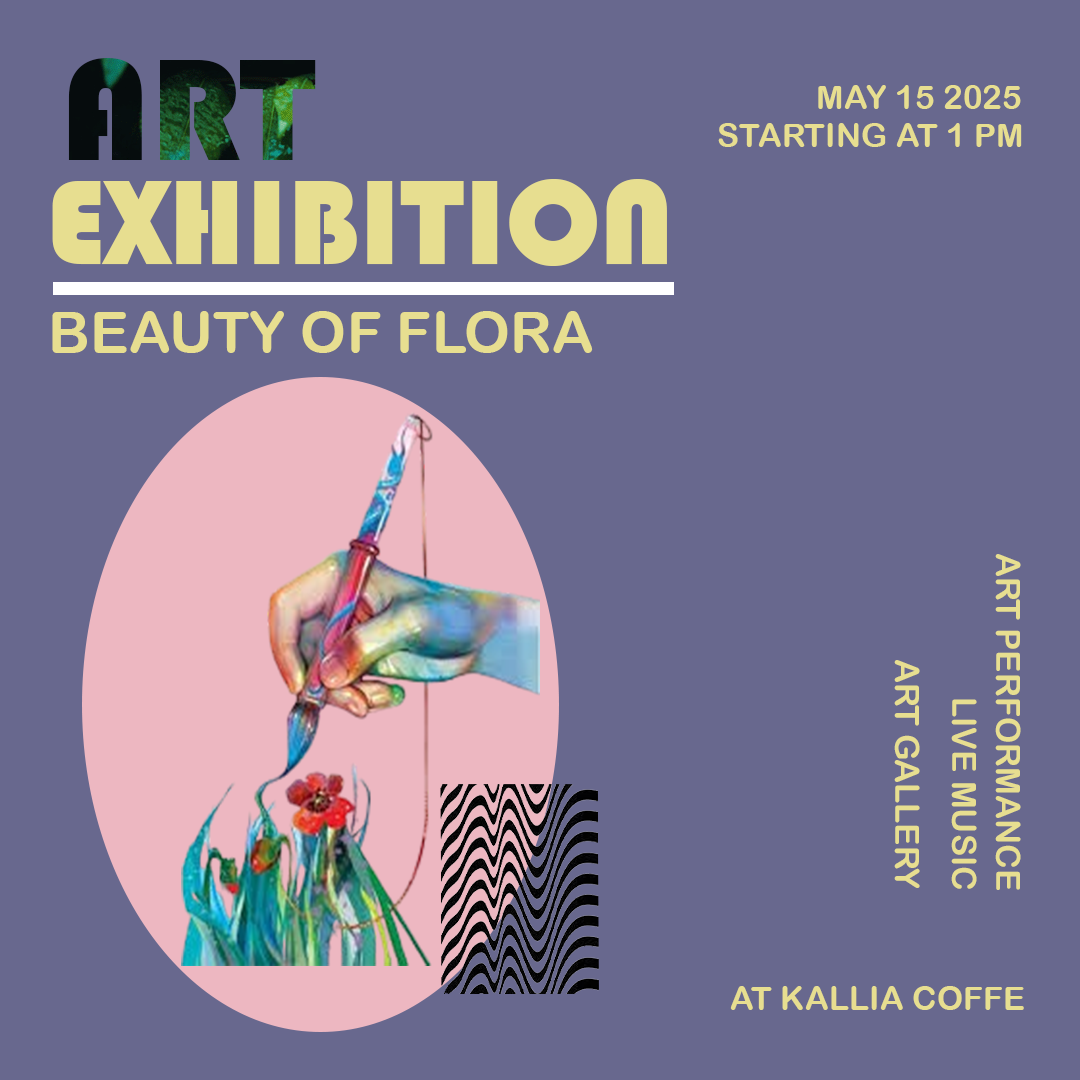 ART
EXHIBITION
BEAUTY OF FLORA
MAY 15 2025
STARTING AT 1 PM
ART PERFORMANCE
LIVE MUSIC
ART GALLERY
AT KALLIA COFFE